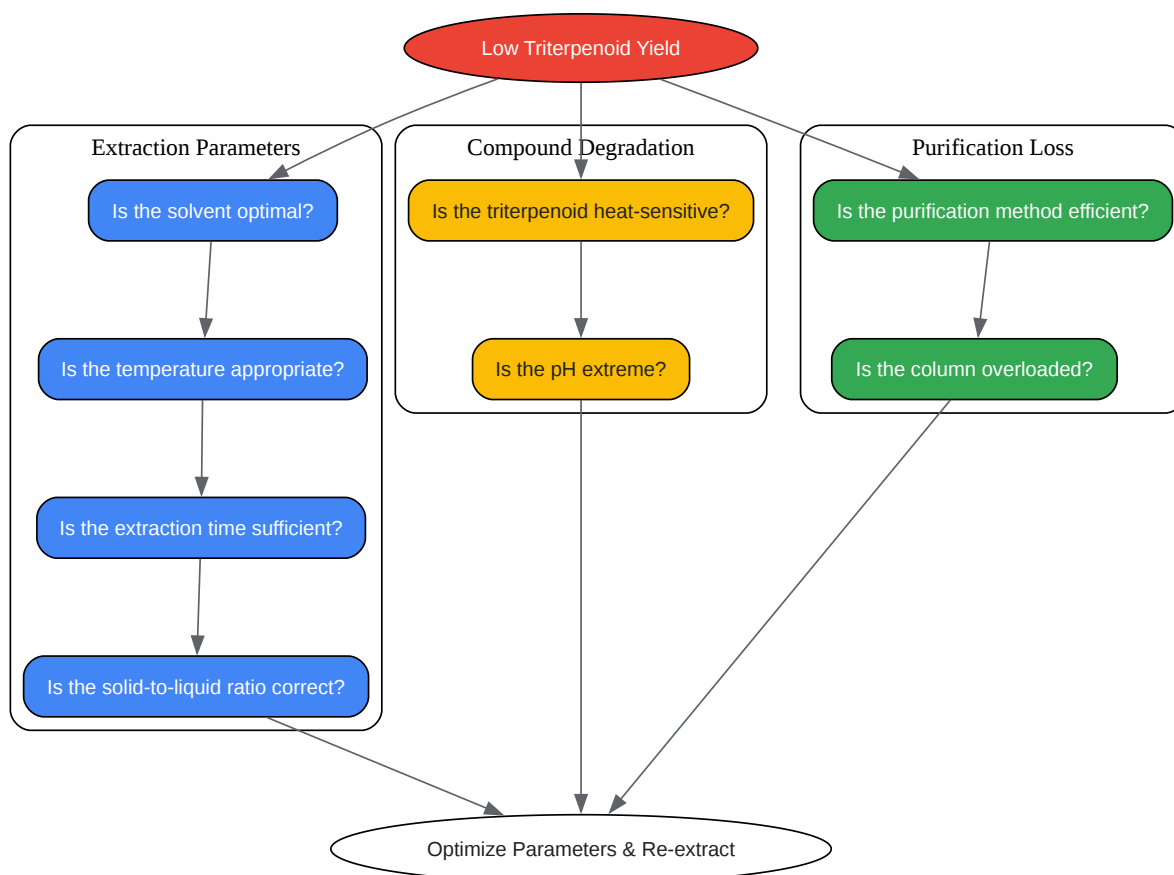 Low Triterpenoid Yield
Extraction Parameters
Is the solvent optimal?
Is the temperature appropriate?
Is the extraction time sufficient?
Is the solid-to-liquid ratio correct?
Compound Degradation
Is the triterpenoid heat-sensitive?
Is the pH extreme?
Purification Loss
Is the purification method efficient?
Is the column overloaded?
Optimize Parameters & Re-extract